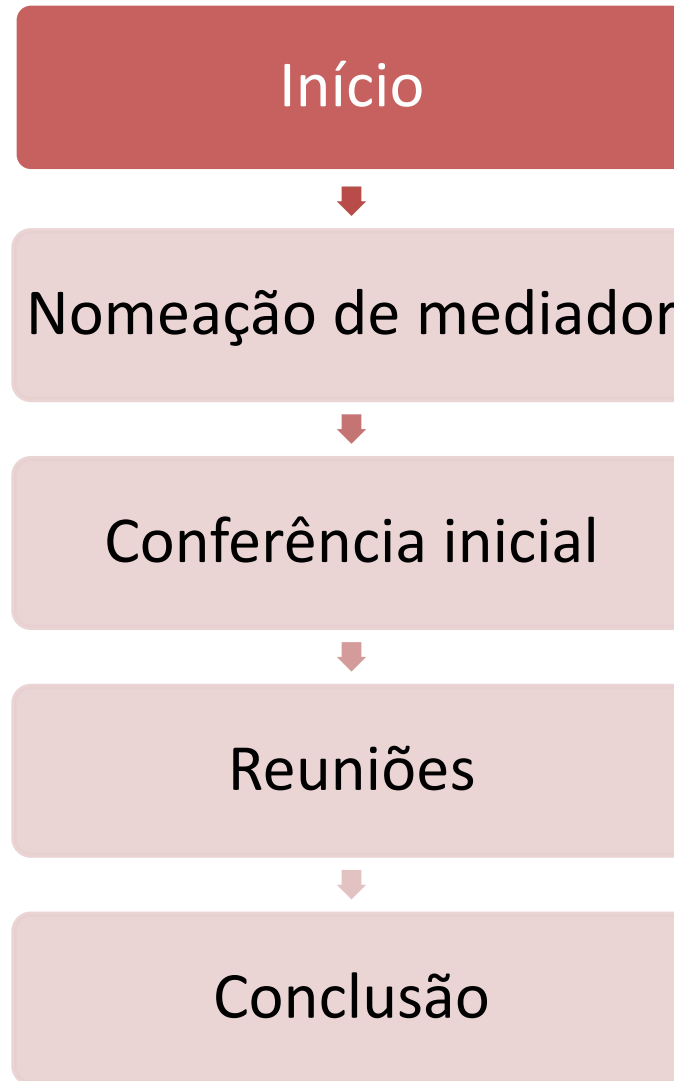 Início
Nomeação de mediador
Conferência inicial
Reuniões
Conclusão